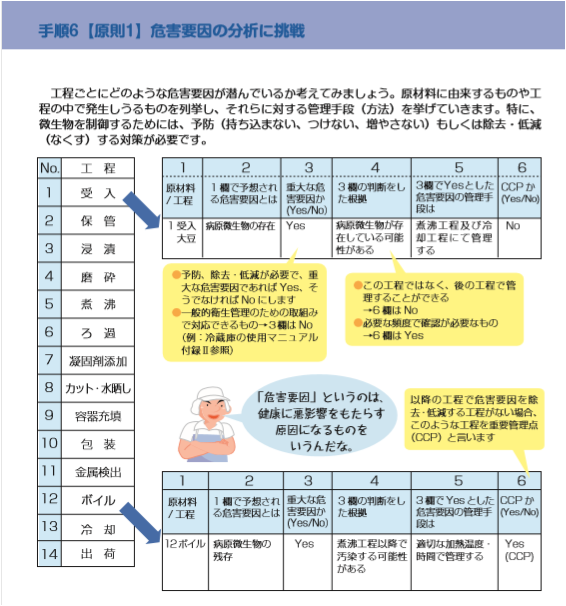 手順6【原則1】危害要因の分析に挑戦
工程ごとにどのような危害要因が潜んでいるか考えてみましょう。原材料に由来するものや工
程の中で発生しうるものを列挙し、それらに対する管理手段（方法）を挙げていきます。特に、
微生物を制御するためには、予防（持ち込まない、つけない、増やさない）もしくは除去・低減
（なくす）する対策が必要です。
No. 工 程
1 受 入
2 保 管
3 浸 漬
4 磨 砕
5 煮 沸
6 ろ 過
7 凝固剤添加
8 カット・水晒し
9 容器充填
10 包 装
11 金属検出
12 ボイル
13 冷 却
14 出 荷
1 2 3 4 5 6
原材料
/工程
1欄で予想され
る危害要因とは
重大な危
害要因か
(Yes/No)
3欄の判断をし
た根拠
3欄でYesとした
危害要因の管理手
段は
CCPか
(Yes/No)
1受入
大豆
病原微生物の存在
Yes
病原微生物が存
在している可能
性がある
煮沸工程及び冷
却工程にて管理
する
No
●予防、除去・低減が必要で、重
大な危害要因であればYes、そ
うでなければNoにします
●一般的衛生管理のための取組み
で対応できるもの→3欄はNo
（例：冷蔵庫の使用マニュアル
付録Ⅱ参照）
●この工程ではなく、後の工程で管
理することができる
→6欄はNo
●必要な頻度で確認が必要なもの
→6欄はYes
「危害要因」というのは、
健康に悪影響をもたらす
原因になるものを
いうんだな。
以降の工程で危害要因を除
去・低減する工程がない場合、
このような工程を重要管理点
（CCP）と言います
1 2 3 4 5 6
原材料
/工程
1欄で予想され
る危害要因とは
重大な危
害要因か
(Yes/No)
3欄の判断をし
た根拠
3欄でYesとした
危害要因の管理手
段は
CCPか
(Yes/No)
12ボイル
病原微生物の
残存
Yes
煮沸工程以降で
汚染する可能性
がある
適切な加熱温度・
時間で管理する
Yes
(CCP)